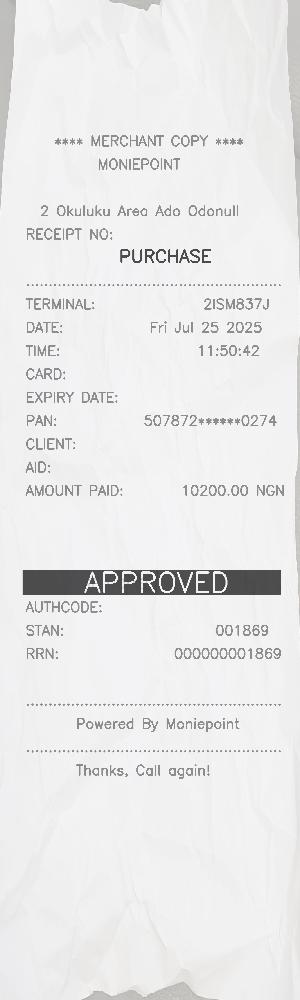 **** MERCHANT COPY ****
MONIEPOINT
2 Okuluku Area Ado Odonull
RECEIPT NO:
PURCHASE
TERMINAL: 2ISM837J
DATE: Fri Jul 25 2025
TIME: 11:50:42
CARD:
EXPIRY DATE:
PAN: 507872******0274
CLIENT:
AID:
AMOUNT PAID: 10200.00 NGN
APPROVED
AUTHCODE:
STAN: 001869
RRN: 000000001869
Powered By Moniepoint
Thanks, Call again!